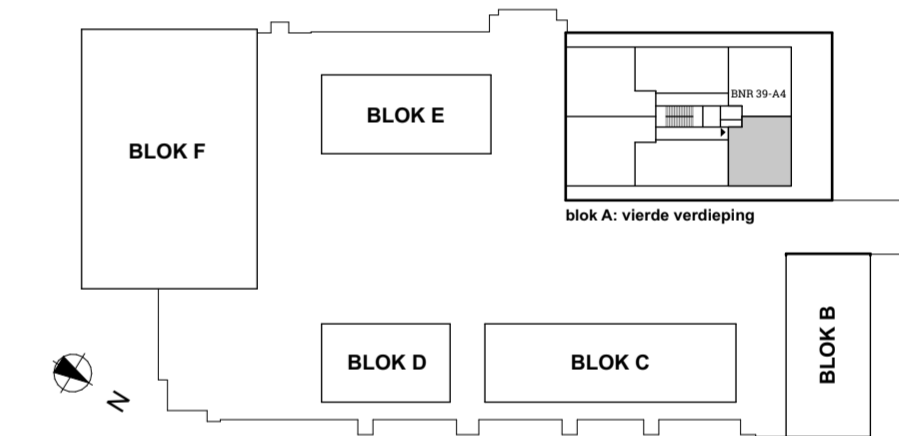 BLOK E
BLOK F
BNR 39-A4
blok A: vierde verdieping
BLOK B
BLOK D
BLOK C
N